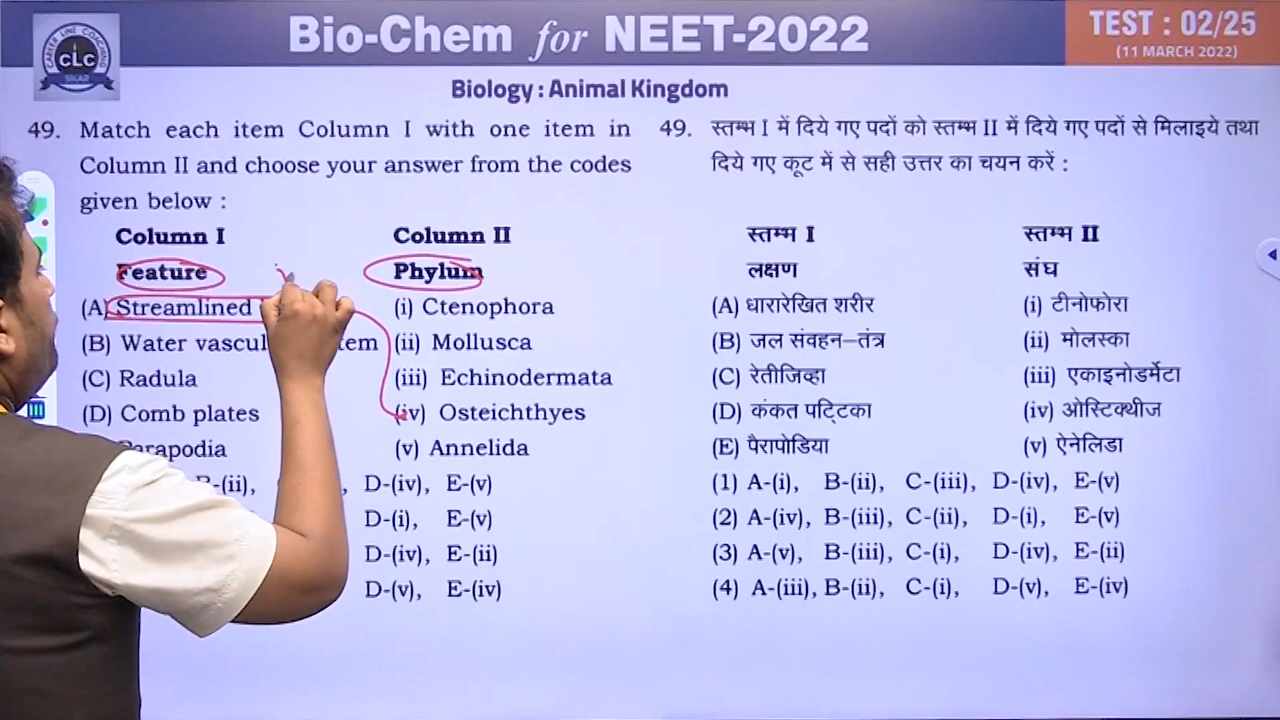 Bio-Chem for NEET-2022
TEST : 02/25
(11 MARCH 2022)
CAREER LINE COACHING
CLC
SIKAR
Biology : Animal Kingdom
49. Match each item Column I with one item in
Column II and choose your answer from the codes
given below :
Column I Column II
Feature Phylum
(A) Streamlined (i) Ctenophora
(B) Water (ii) Mollusca
(C) Radula (iii) Echinodermata
(D) Comb plates (iv) Osteichthyes
Parapodia (v) Annelida
B-(ii), D-(iv), E-(v)
D-(i), E-(v)
D-(iv), E-(ii)
D-(v), E-(iv)
49. स्तम्भ I में दिये गए पदों को स्तम्भ II में दिये गए पदों से मिलाइये तथा
दिये गए कूट में से सही उत्तर का चयन करें :
स्तम्भ I स्तम्भ II
लक्षण संघ
(A) धारारेखित शरीर (i) टीनोफोरा
(B) जल संवहन–तंत्र (ii) मोलस्का
(C) रेतीजिव्हा (iii) एकाइनोडर्मेटा
(D) कंकत पट्टिका (iv) ओस्टिक्थीज
(E) पैरापोडिया (v) ऐनेलिडा
(1) A-(i), B-(ii), C-(iii), D-(iv), E-(v)
(2) A-(iv), B-(iii), C-(ii), D-(i), E-(v)
(3) A-(v), B-(iii), C-(i), D-(iv), E-(ii)
(4) A-(iii), B-(ii), C-(i), D-(v), E-(iv)